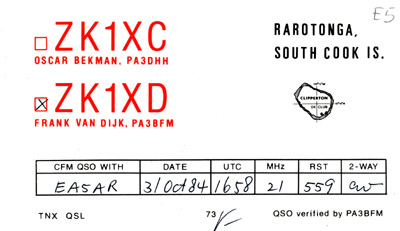 E5
ZK1XC
OSCAR BEKMAN, PA3DHH
RAROTONGA,
SOUTH COOK IS.
ZK1XD
FRANK VAN DIJK, PA3BFM
CLIPPERTON
DX CLUB
CFM QSO WITH DATE UTC MHz RST 2-WAY
EA5AR 3/Oct84 1658 21 559 CW
TNX QSL 73 QSO verified by PA3BFM